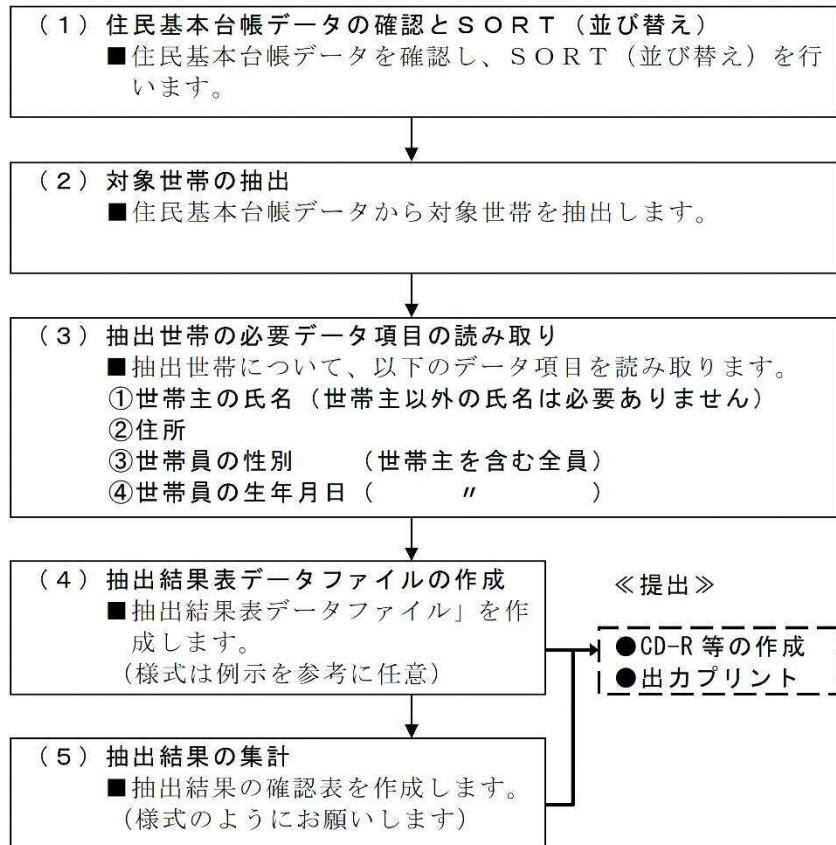 (1)住民基本台帳データの確認とSORT(並び替え)
■住民基本台帳データを確認し、SORT(並び替え)を行
います。
(2)対象世帯の抽出
■住民基本台帳データから対象世帯を抽出します。
(3)抽出世帯の必要データ項目の読み取り
■抽出世帯について、以下のデータ項目を読み取ります。
①世帯主の氏名(世帯主以外の氏名は必要ありません)
②住所
③世帯員の性別 (世帯主を含む全員)
④世帯員の生年月日( 〃 )
(4)抽出結果表データファイルの作成
■抽出結果表データファイル」を作
成します。
(様式は例示を参考に任意)
≪提出≫
●CD-R等の作成
●出力プリント
(5)抽出結果の集計
■抽出結果の確認表を作成します。
(様式のようにお願いします)